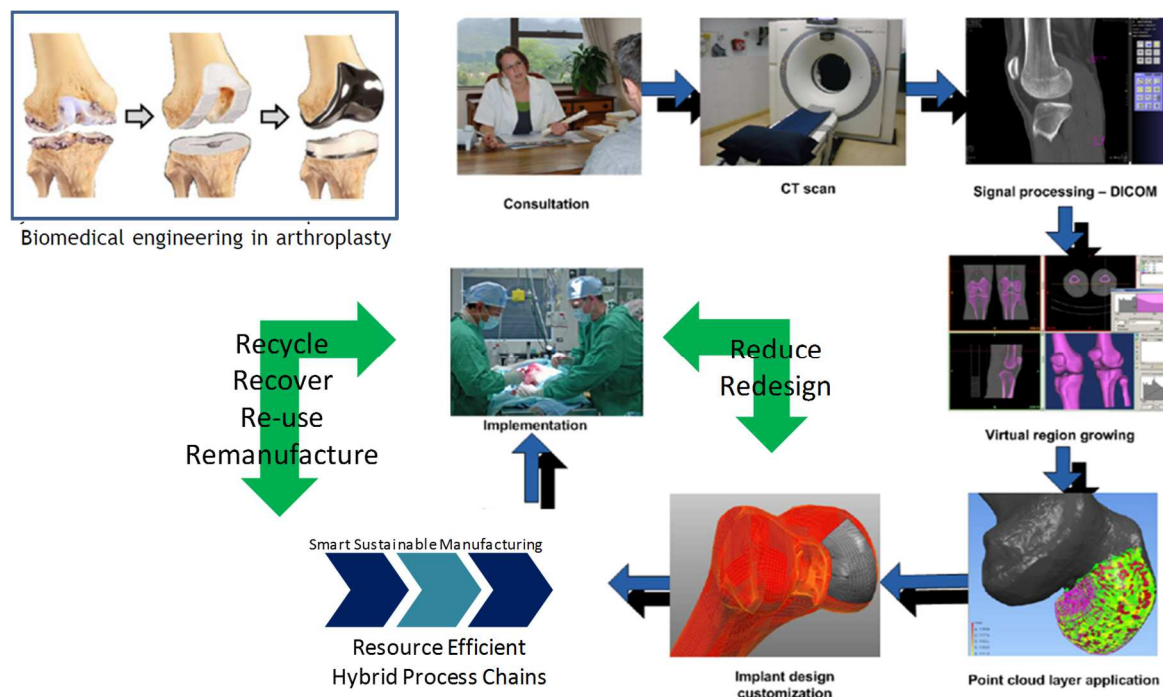 Biomedical engineering in arthroplasty
Consultation
CT scan
Signal processing – DICOM
Virtual region growing
Point cloud layer application
Implant design
customization
Smart Sustainable Manufacturing
Resource Efficient
Hybrid Process Chains
Implementation
Recycle
Recover
Re-use
Remanufacture
Reduce
Redesign